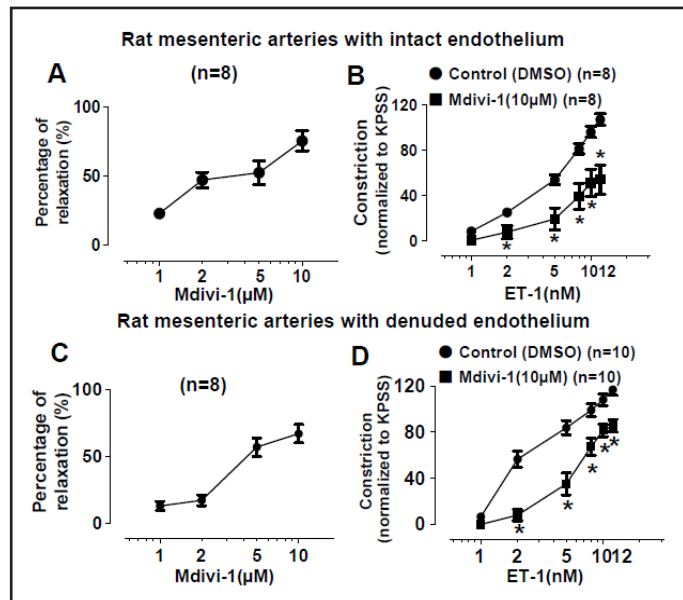 Rat mesenteric arteries with intact endothelium
A
(n=8)
Percentage of
relaxation (%)
100
50
0
1 2 5 10
Mdivi-1(μM)
B
Control (DMSO) (n=8)
Mdivi-1(10μM) (n=8)
Constriction
(normalized to KPSS)
120
80
40
0
*
* * * *
1 2 5 1012
ET-1(nM)
Rat mesenteric arteries with denuded endothelium
C
(n=8)
Percentage of
relaxation (%)
100
50
0
1 2 5 10
Mdivi-1(μM)
D
Control (DMSO) (n=10)
Mdivi-1(10μM) (n=10)
Constriction
(normalized to KPSS)
120
80
40
0
* * * * *
1 2 5 1012
ET-1(nM)